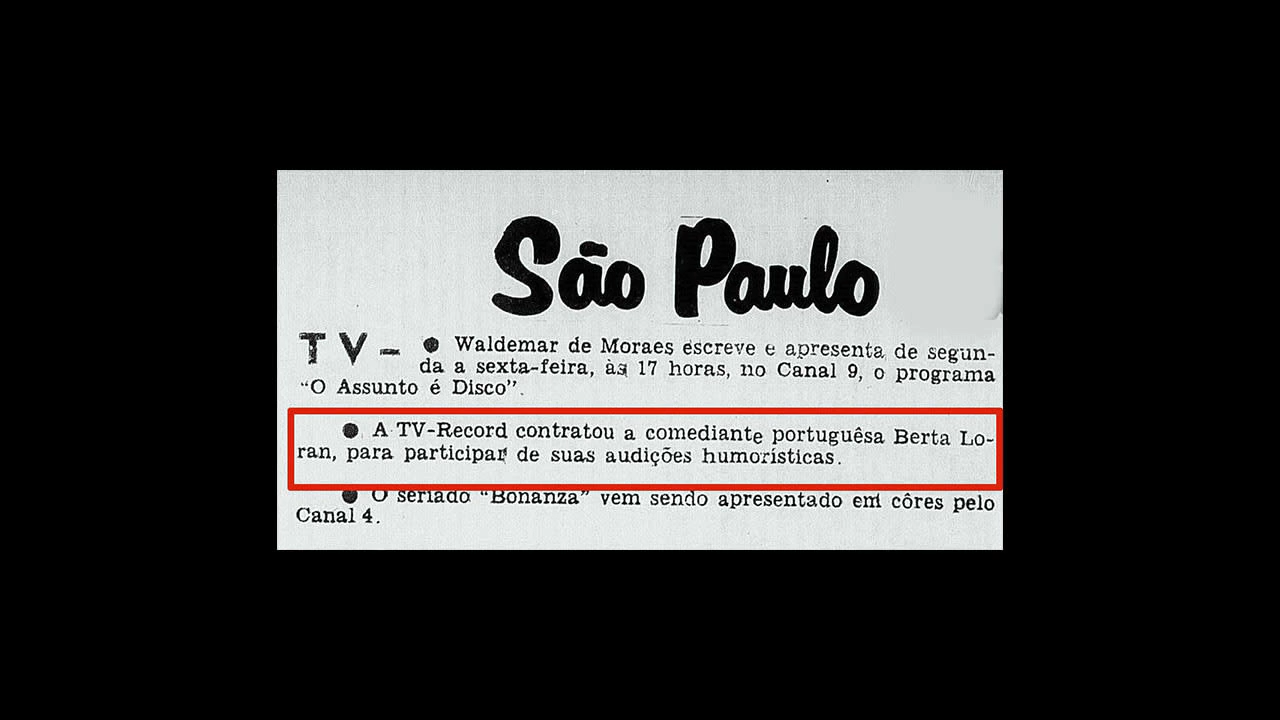 São Paulo
TV- ● Waldemar de Moraes escreve e apresenta de segun-
da a sexta-feira, às 17 horas, no Canal 9, o programa
"O Assunto é Disco".
● A TV-Record contratou a comediante portuguêsa Berta Lo-
ran, para participar de suas audições humorísticas.
● O seriado "Bonanza" vem sendo apresentado em côres pelo
Canal 4.